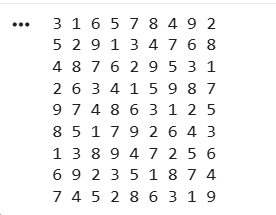 3 1 6 5 7 8 4 9 2
5 2 9 1 3 4 7 6 8
4 8 7 6 2 9 5 3 1
2 6 3 4 1 5 9 8 7
9 7 4 8 6 3 1 2 5
8 5 1 7 9 2 6 4 3
1 3 8 9 4 7 2 5 6
6 9 2 3 5 1 8 7 4
7 4 5 2 8 6 3 1 9